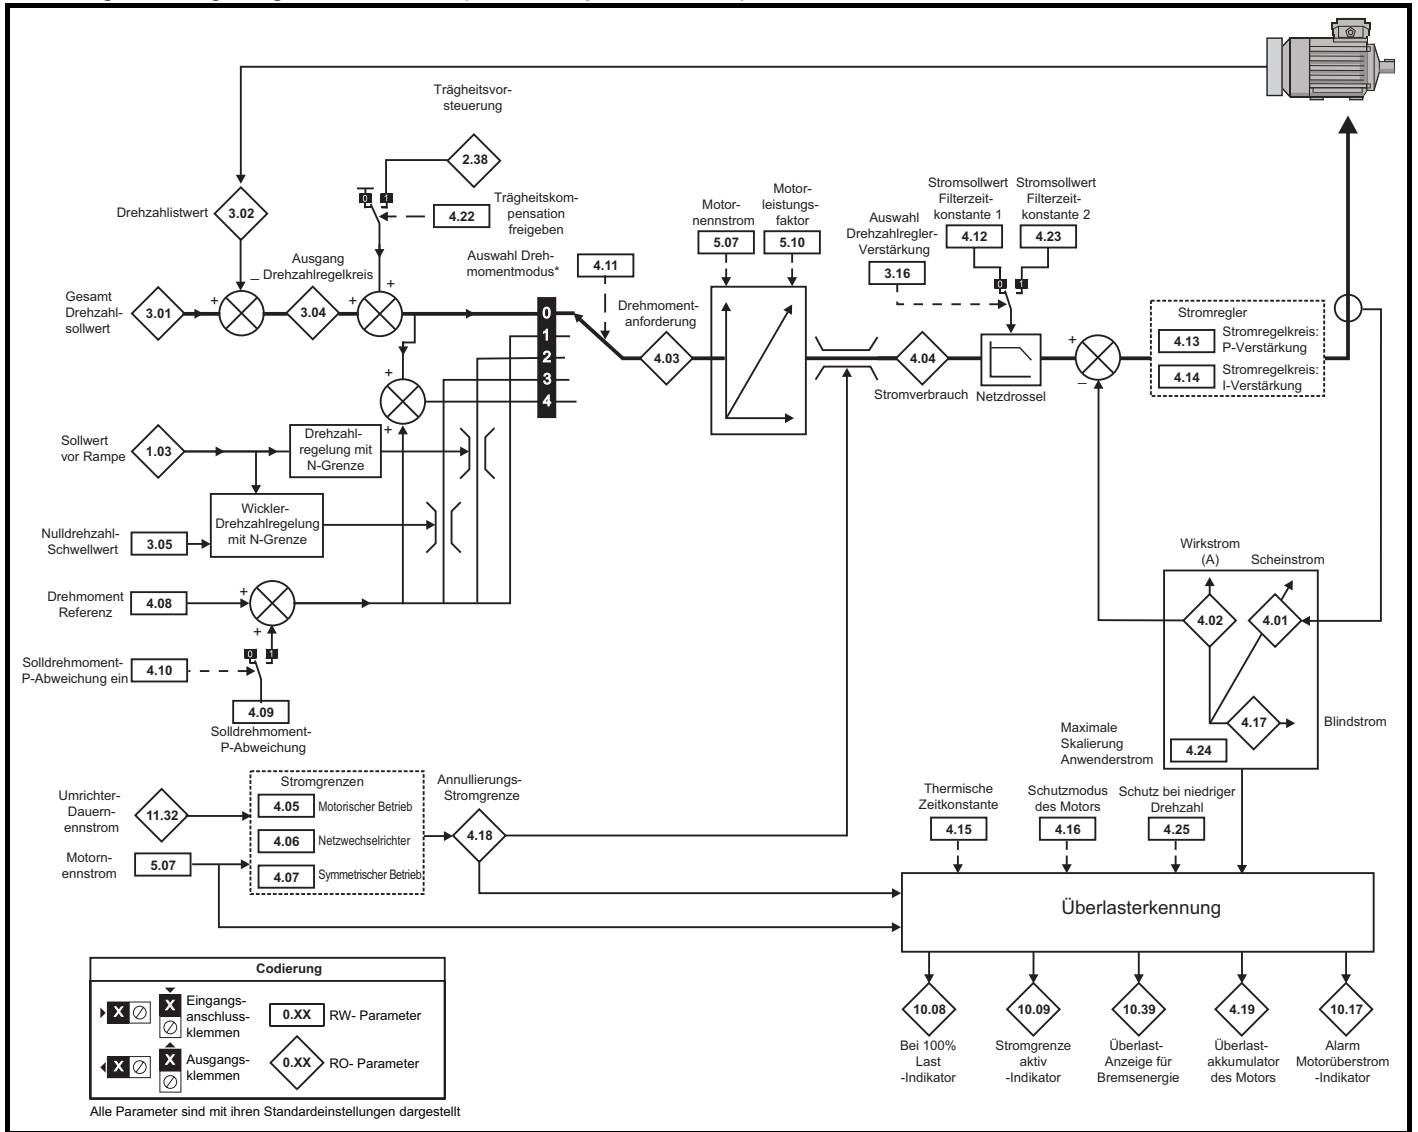 Trägheitsvor-
steuerung
2.38
0 1
4.22
Trägheitskom-
pensation
freigeben
Drehzahlistwert
3.02
Ausgang
Drehzahlregelkreis
Gesamt
Drehzahl-
sollwert
3.01
3.04
+
_
+
+
Auswahl Dreh-
momentmodus*
4.11
0
1
2
3
4
Drehmoment-
anforderung
4.03
Motor-
nennstrom
5.07
Motor-
leistungs-
faktor
5.10
Auswahl
Drehzahlregler-
Verstärkung
3.16
Stromsollwert
Filterzeit-
konstante 1
4.12
Stromsollwert
Filterzeit-
konstante 2
4.23
0 1
4.04
Stromverbrauch
Netzdrossel
+
_
Stromregler
4.13
Stromregelkreis:
P-Verstärkung
4.14
Stromregelkreis:
I-Verstärkung
+
+
Sollwert
vor Rampe
1.03
Drehzahl-
regelung mit
N-Grenze
Wickler-
Drehzahlregelung
mit N-Grenze
Nulldrehzahl-
Schwellwert
3.05
Drehmoment
Referenz
4.08
+
+
0 1
Solldrehmoment-
P-Abweichung ein
4.10
4.09
Solldrehmoment-
P-Abweichung
Wirkstrom
(A)
Scheinstrom
4.02
4.01
4.17
Blindstrom
4.24
Maximale
Skalierung
Anwenderstrom
Umrichter-
Dauern-
ennstrom
11.32
Motorn-
ennstrom
5.07
Stromgrenzen
4.05
Motorischer Betrieb
4.06
Netzwechselrichter
4.07
Symmetrischer Betrieb
Annullierungs-
Stromgrenze
4.18
Thermische
Zeitkonstante
4.15
Schutzmodus
des Motors
4.16
Schutz bei niedriger
Drehzahl
4.25
Überlasterkennung
10.08
Bei 100%
Last
-Indikator
10.09
Stromgrenze
aktiv
-Indikator
10.39
Überlast-
Anzeige für
Bremsenergie
4.19
Überlast-
akkumulator
des Motors
10.17
Alarm
Motorüberstrom
-Indikator
Codierung
X
X
Eingangs-
anschluss-
klemmen
0.XX
RW- Parameter
X
X
Ausgangs-
klemmen
0.XX
RO- Parameter
Alle Parameter sind mit ihren Standardeinstellungen dargestellt